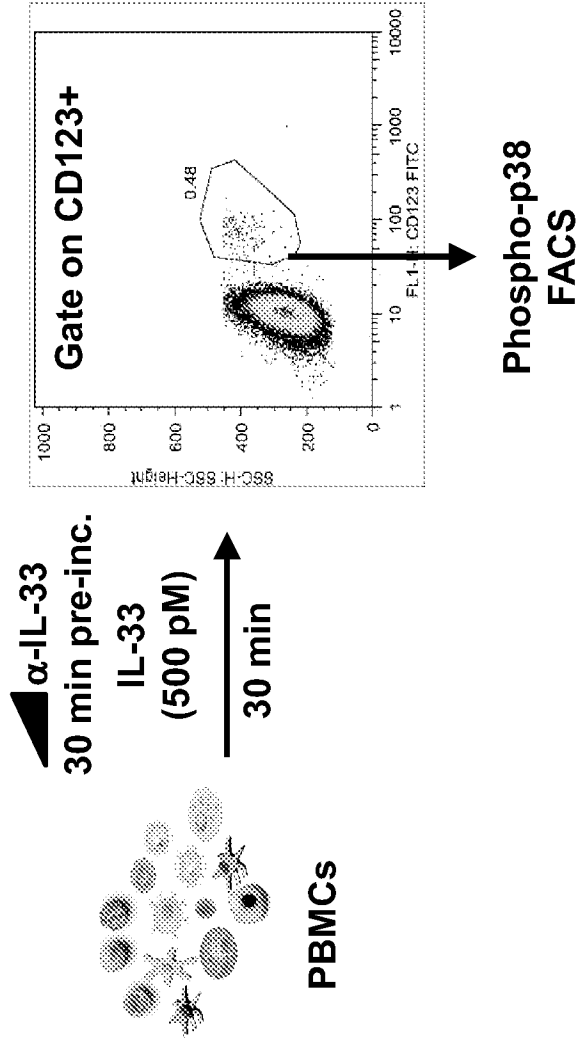 PBMCs
α-IL-33
30 min pre-inc.
IL-33
(500 pM)
30 min
Gate on CD123+
0.48
1000
800
600
400
200
0
SSC-H: SSC-Height
1
10
100
1000
10000
FL1-H: CD123 FITC
Phospho-p38
FACS